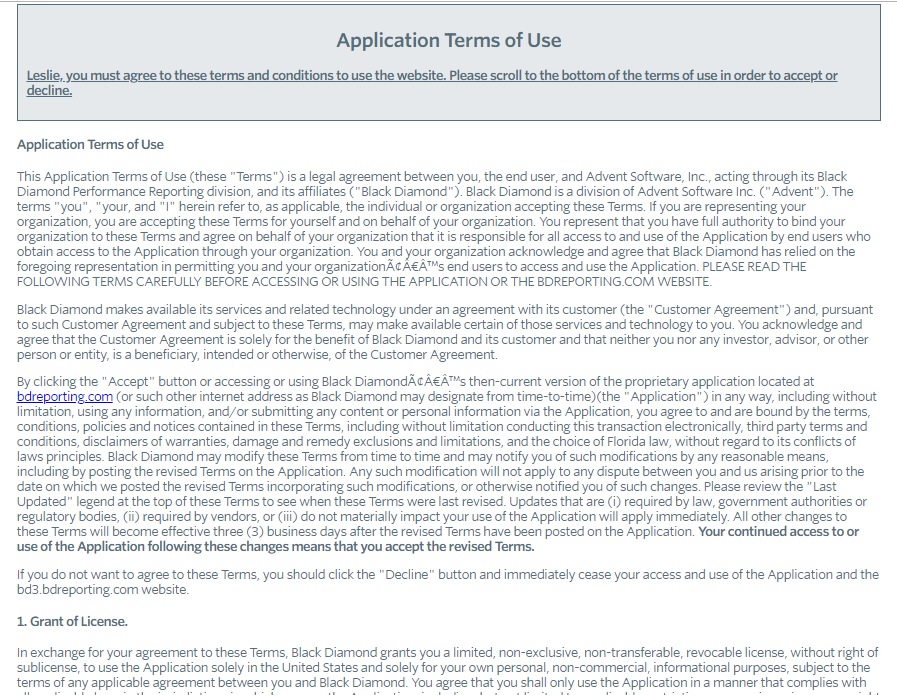 Application Terms of Use
Leslie, you must agree to these terms and conditions to use the website. Please scroll to the bottom of the terms of use in order to accept or
decline.
Application Terms of Use
This Application Terms of Use (these "Terms") is a legal agreement between you, the end user, and Advent Software, Inc., acting through its Black
Diamond Performance Reporting division, and its affiliates ("Black Diamond"). Black Diamond is a division of Advent Software Inc. ("Advent"). The
terms "you", "your, and "I" herein refer to, as applicable, the individual or organization accepting these Terms. If you are representing your
organization, you are accepting these Terms for yourself and on behalf of your organization. You represent that you have full authority to bind your
organization to these Terms and agree on behalf of your organization that it is responsible for all access to and use of the Application by end users who
obtain access to the Application through your organization. You and your organization acknowledge and agree that Black Diamond has relied on the
foregoing representation in permitting you and your organizationÃ¢Â€Â™s end users to access and use the Application. PLEASE READ THE
FOLLOWING TERMS CAREFULLY BEFORE ACCESSING OR USING THE APPLICATION OR THE BDREPORTING.COM WEBSITE.
Black Diamond makes available its services and related technology under an agreement with its customer (the "Customer Agreement") and, pursuant
to such Customer Agreement and subject to these Terms, may make available certain of those services and technology to you. You acknowledge and
agree that the Customer Agreement is solely for the benefit of Black Diamond and its customer and that neither you nor any investor, advisor, or other
person or entity, is a beneficiary, intended or otherwise, of the Customer Agreement.
By clicking the "Accept" button or accessing or using Black DiamondÃ¢Â€Â™s then-current version of the proprietary application located at
bdreporting.com (or such other internet address as Black Diamond may designate from time-to-time)(the "Application") in any way, including without
limitation, using any information, and/or submitting any content or personal information via the Application, you agree to and are bound by the terms,
conditions, policies and notices contained in these Terms, including without limitation conducting this transaction electronically, third party terms and
conditions, disclaimers of warranties, damage and remedy exclusions and limitations, and the choice of Florida law, without regard to its conflicts of
laws principles. Black Diamond may modify these Terms from time to time and may notify you of such modifications by any reasonable means,
including by posting the revised Terms on the Application. Any such modification will not apply to any dispute between you and us arising prior to the
date on which we posted the revised Terms incorporating such modifications, or otherwise notified you of such changes. Please review the "Last
Updated" legend at the top of these Terms to see when these Terms were last revised. Updates that are (i) required by law, government authorities or
regulatory bodies, (ii) required by vendors, or (iii) do not materially impact your use of the Application will apply immediately. All other changes to
these Terms will become effective three (3) business days after the revised Terms have been posted on the Application. Your continued access to or
use of the Application following these changes means that you accept the revised Terms.
If you do not want to agree to these Terms, you should click the "Decline" button and immediately cease your access and use of the Application and the
bd3.bdreporting.com website.
1. Grant of License.
In exchange for your agreement to these Terms, Black Diamond grants you a limited, non-exclusive, non-transferable, revocable license, without right of
sublicense, to use the Application solely in the United States and solely for your own personal, non-commercial, informational purposes, subject to the
terms of any applicable agreement between you and Black Diamond. You agree that you shall only use the Application in a manner that complies with